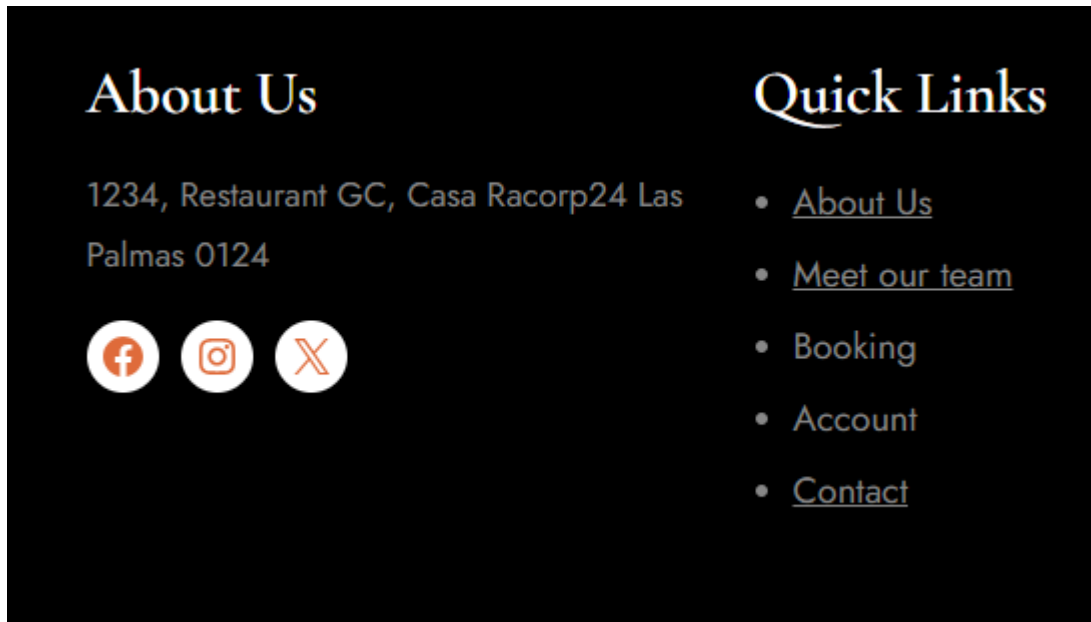 About Us
1234, Restaurant GC, Casa Racorp24 Las
Palmas 0124
Quick Links
About Us
Meet our team
Booking
Account
Contact